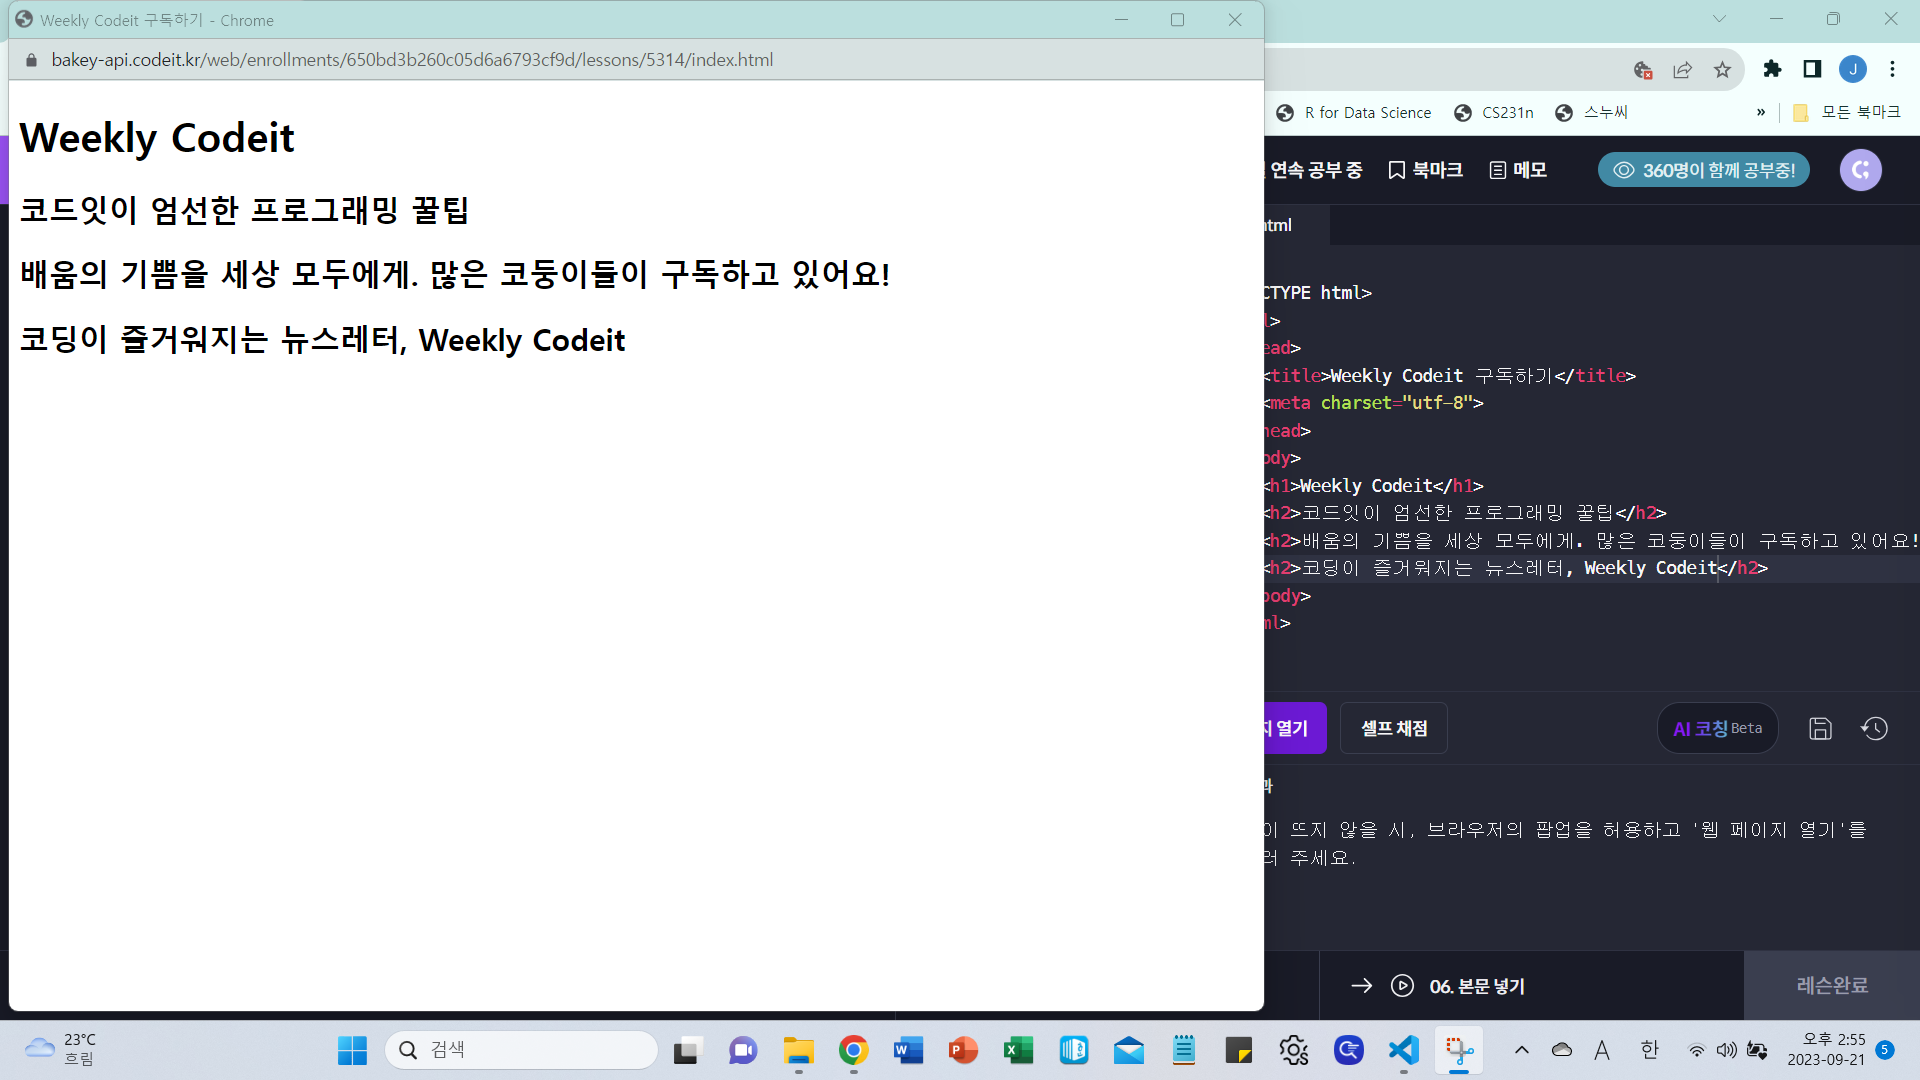 Weekly Codeit 구독하기 - Chrome
bakey-api.codeit.kr/web/enrollments/650bd3b260c05d6a6793cf9d/lessons/5314/index.html
Weekly Codeit
코드잇이 엄선한 프로그래밍 꿀팁
배움의 기쁨을 세상 모두에게. 많은 코둥이들이 구독하고 있어요!
코딩이 즐거워지는 뉴스레터, Weekly Codeit
J
R for Data Science CS231n 스누씨 » 모든 북마크
연속 공부 중 북마크 메모 360명이 함께 공부중!
html
CTYPE html>
l>
ead>
<title>Weekly Codeit 구독하기</title>
<meta charset="utf-8">
head>
ody>
<h1>Weekly Codeit</h1>
<h2>코드잇이 엄선한 프로그래밍 꿀팁</h2>
<h2>배움의 기쁨을 세상 모두에게. 많은 코둥이들이 구독하고 있어요!
<h2>코딩이 즐거워지는 뉴스레터, Weekly Codeit</h2>
body>
ml>
지 열기 셀프 채점 AI 코칭 Beta
과
이 뜨지 않을 시, 브라우저의 팝업을 허용하고 '웹 페이지 열기'를
려 주세요.
06. 본문 넣기 레슨완료
23°C
흐림
검색
A 한
오후 2:55
2023-09-21
5